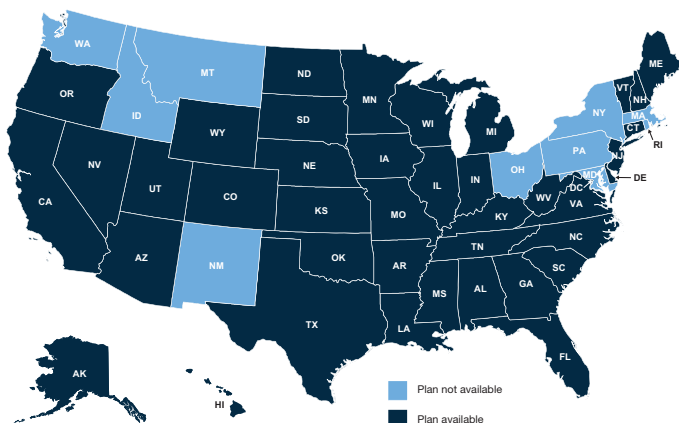 WA
MT
ND
MN
ME
VT
NH
OR
ID
SD
WI
MI
NY
MA
CT
RI
WY
IA
PA
NJ
NV
NE
IL
IN
OH
MD
DE
DC
UT
CO
KS
MO
KY
WV
VA
CA
AZ
NM
OK
AR
TN
NC
SC
MS
AL
GA
TX
LA
FL
AK
HI
Plan not available
Plan available